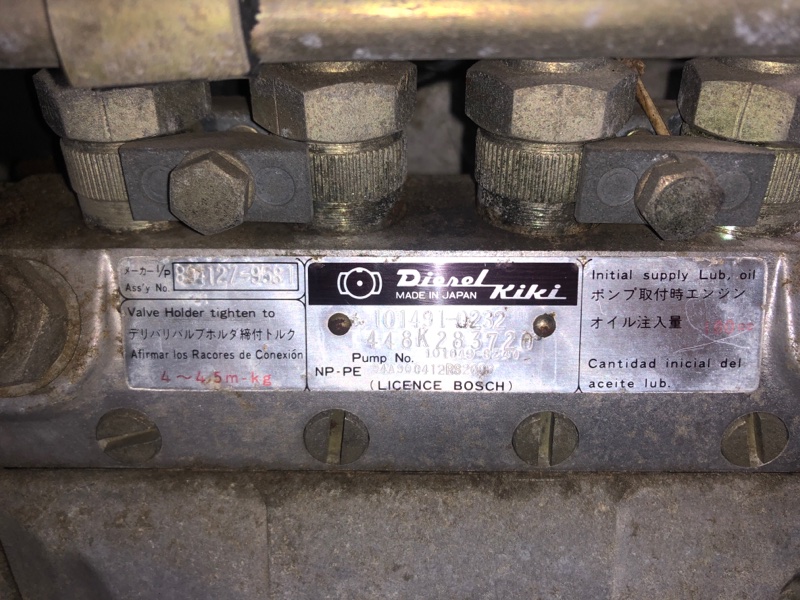 メーカー I/P
Ass'y No.
Valve Holder tighten to
デリバリバルブホルダ締付トルク
Afirmar los Racores de Conexión
4～4.5m-kg
Diesel Kiki
MADE IN JAPAN
101491-0232
448K283720
Pump No.
NP-PE
(LICENCE BOSCH)
Initial supply Lub. oil
ポンプ取付時エンジン
オイル注入量
Cantidad inicial del
aceite lub.